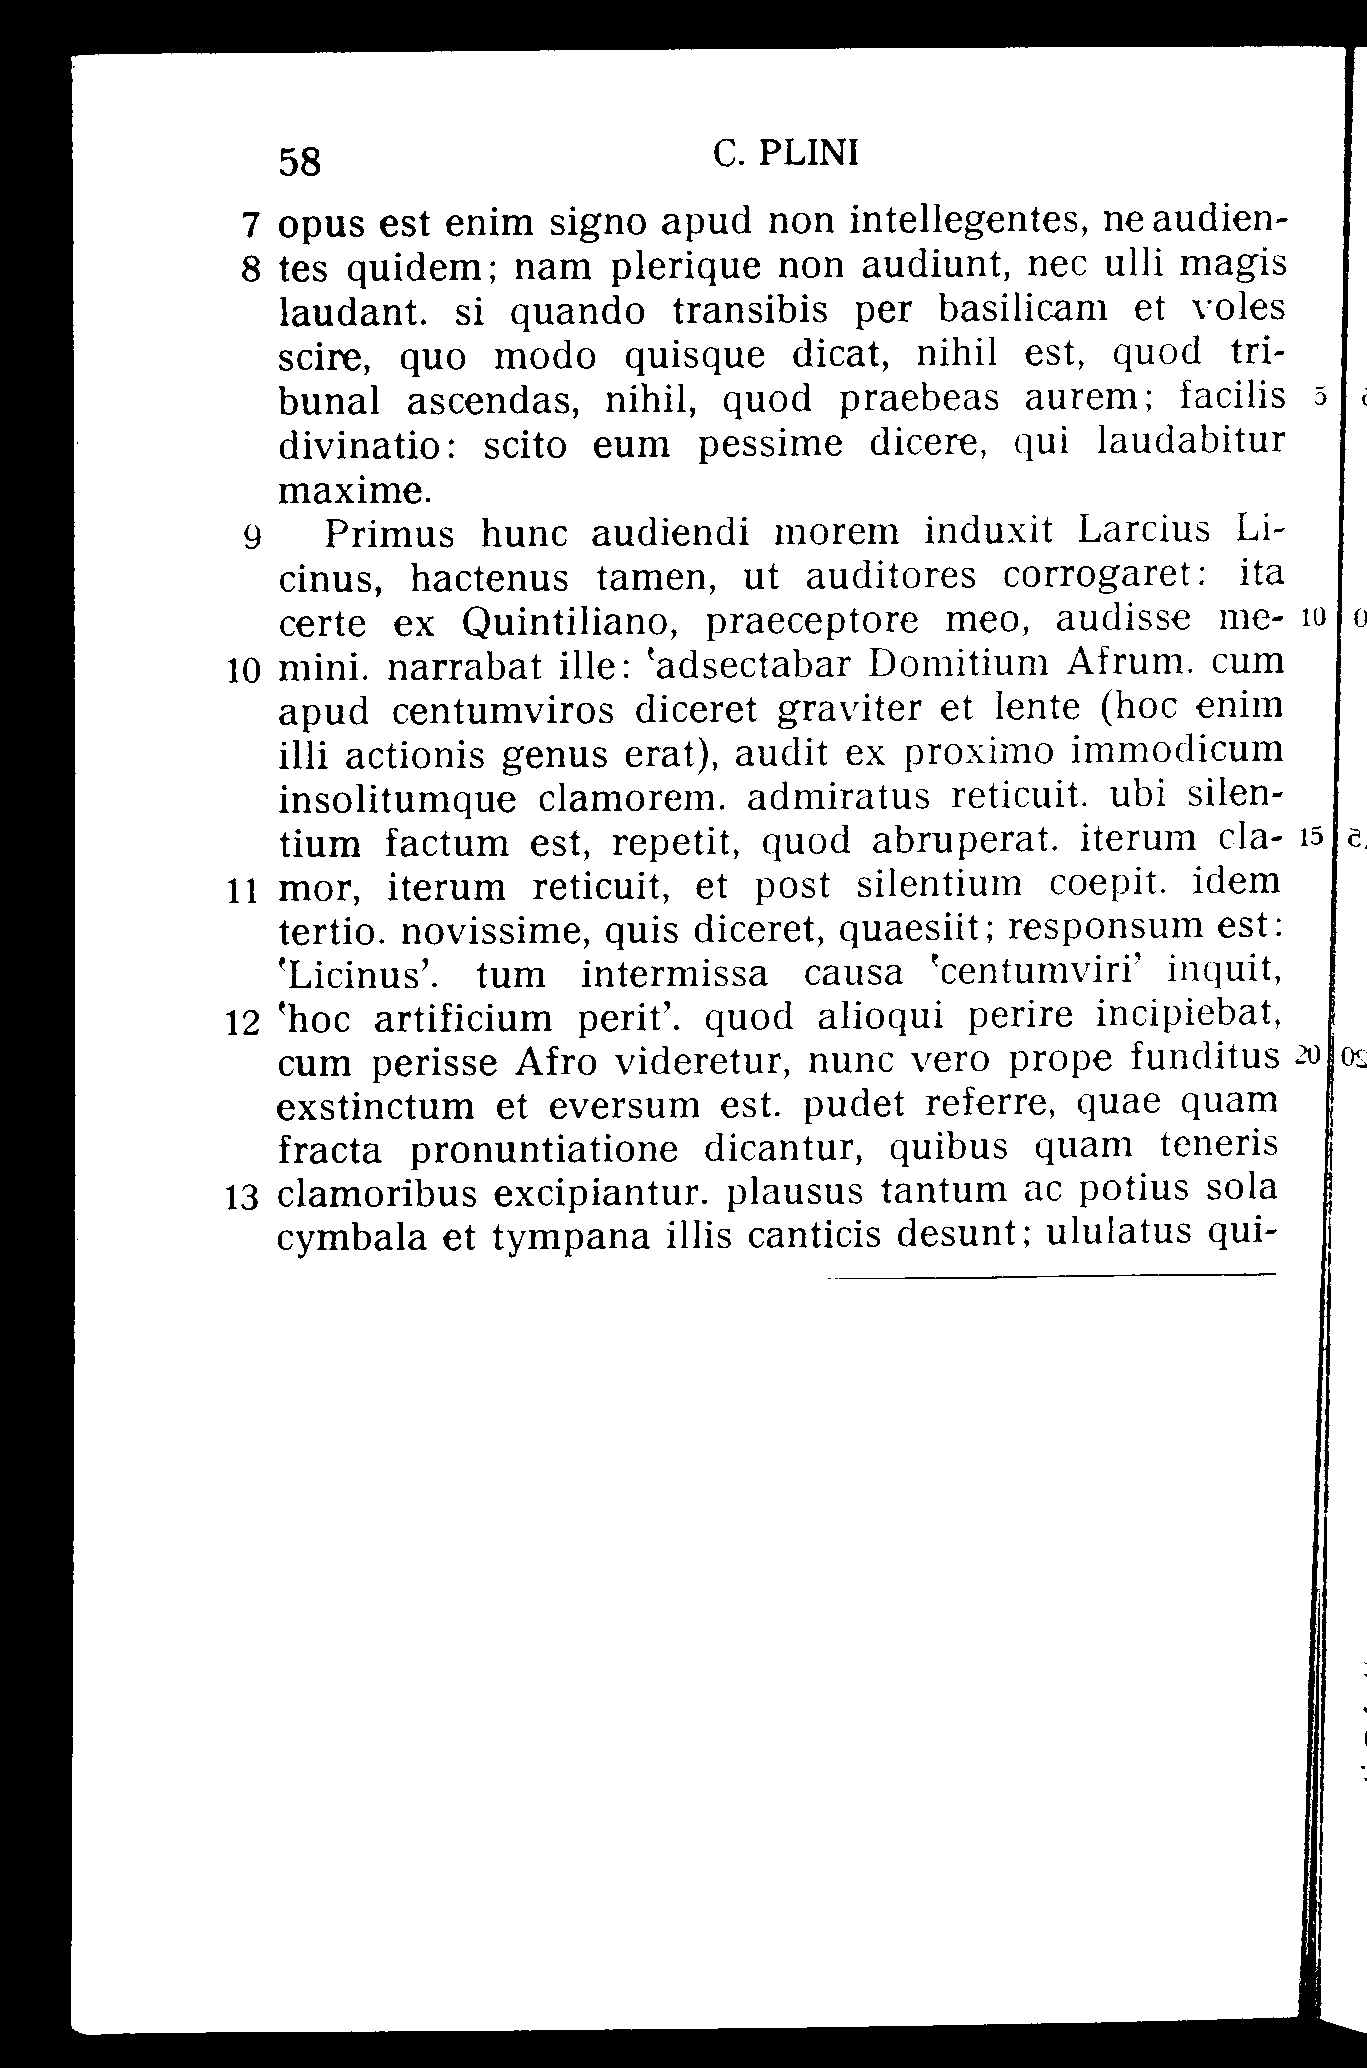 58 C. PLINI
7 opus est enim signo apud non intellegentes, ne audien-
8 tes quidem; nam plerique non audiunt, nec ulli magis
laudant. si quando transibis per basilicam et voles
scire, quo modo quisque dicat, nihil est, quod tri-
bunal ascendas, nihil, quod praebeas aurem; facilis 5
divinatio: scito eum pessime dicere, qui laudabitur
maxime.
9 Primus hunc audiendi morem induxit Larcius Li-
cinus, hactenus tamen, ut auditores corrogaret: ita
certe ex Quintiliano, praeceptore meo, audisse me- 10
10 mini. narrabat ille: ‛adsectabar Domitium Afrum. cum
apud centumviros diceret graviter et lente (hoc enim
illi actionis genus erat), audit ex proximo immodicum
insolitumque clamorem. admiratus reticuit. ubi silen-
tium factum est, repetit, quod abruperat. iterum cla- 15
11 mor, iterum reticuit, et post silentium coepit. idem
tertio. novissime, quis diceret, quaesiit; responsum est:
‛Licinus’. tum intermissa causa ‛centumviri’ inquit,
12 ‛hoc artificium perit’. quod alioqui perire incipiebat,
cum perisse Afro videretur, nunc vero prope funditus 20
exstinctum et eversum est. pudet referre, quae quam
fracta pronuntiatione dicantur, quibus quam teneris
13 clamoribus excipiantur. plausus tantum ac potius sola
cymbala et tympana illis canticis desunt; ululatus qui-